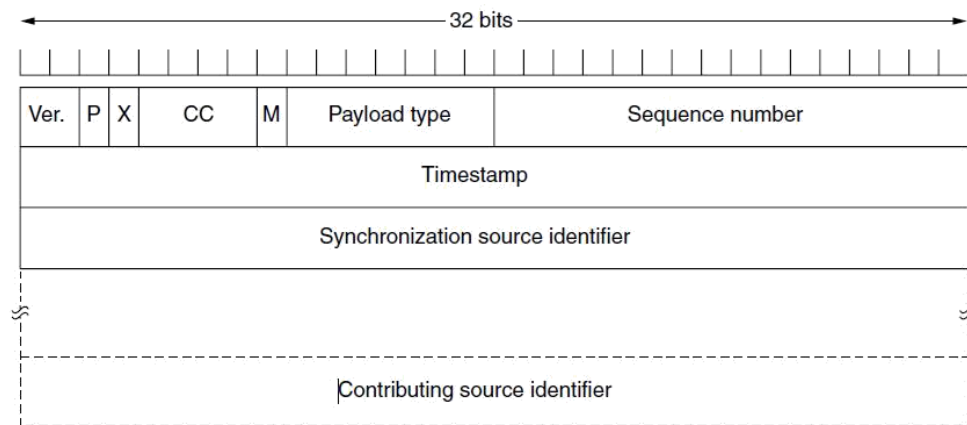 32 bits
Ver. P X CC M Payload type Sequence number
Timestamp
Synchronization source identifier
Contributing source identifier